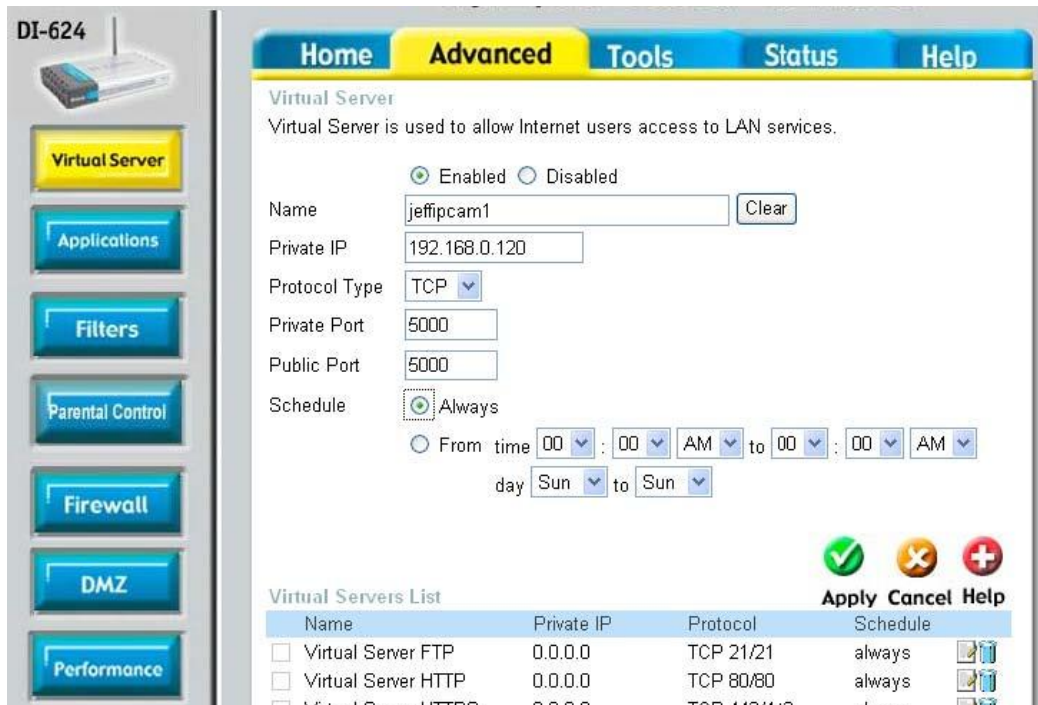 DI-624
Home Advanced Tools Status Help
Virtual Server
Virtual Server is used to allow Internet users access to LAN services.
Enabled Disabled
Name jeffipcam1 Clear
Private IP 192.168.0.120
Protocol Type TCP
Private Port 5000
Public Port 5000
Schedule Always
From time 00 : 00 AM to 00 : 00 AM
day Sun to Sun
Apply Cancel Help
Virtual Servers List
Name Private IP Protocol Schedule
Virtual Server FTP 0.0.0.0 TCP 21/21 always
Virtual Server HTTP 0.0.0.0 TCP 80/80 always
Virtual Server
Applications
Filters
Parental Control
Firewall
DMZ
Performance